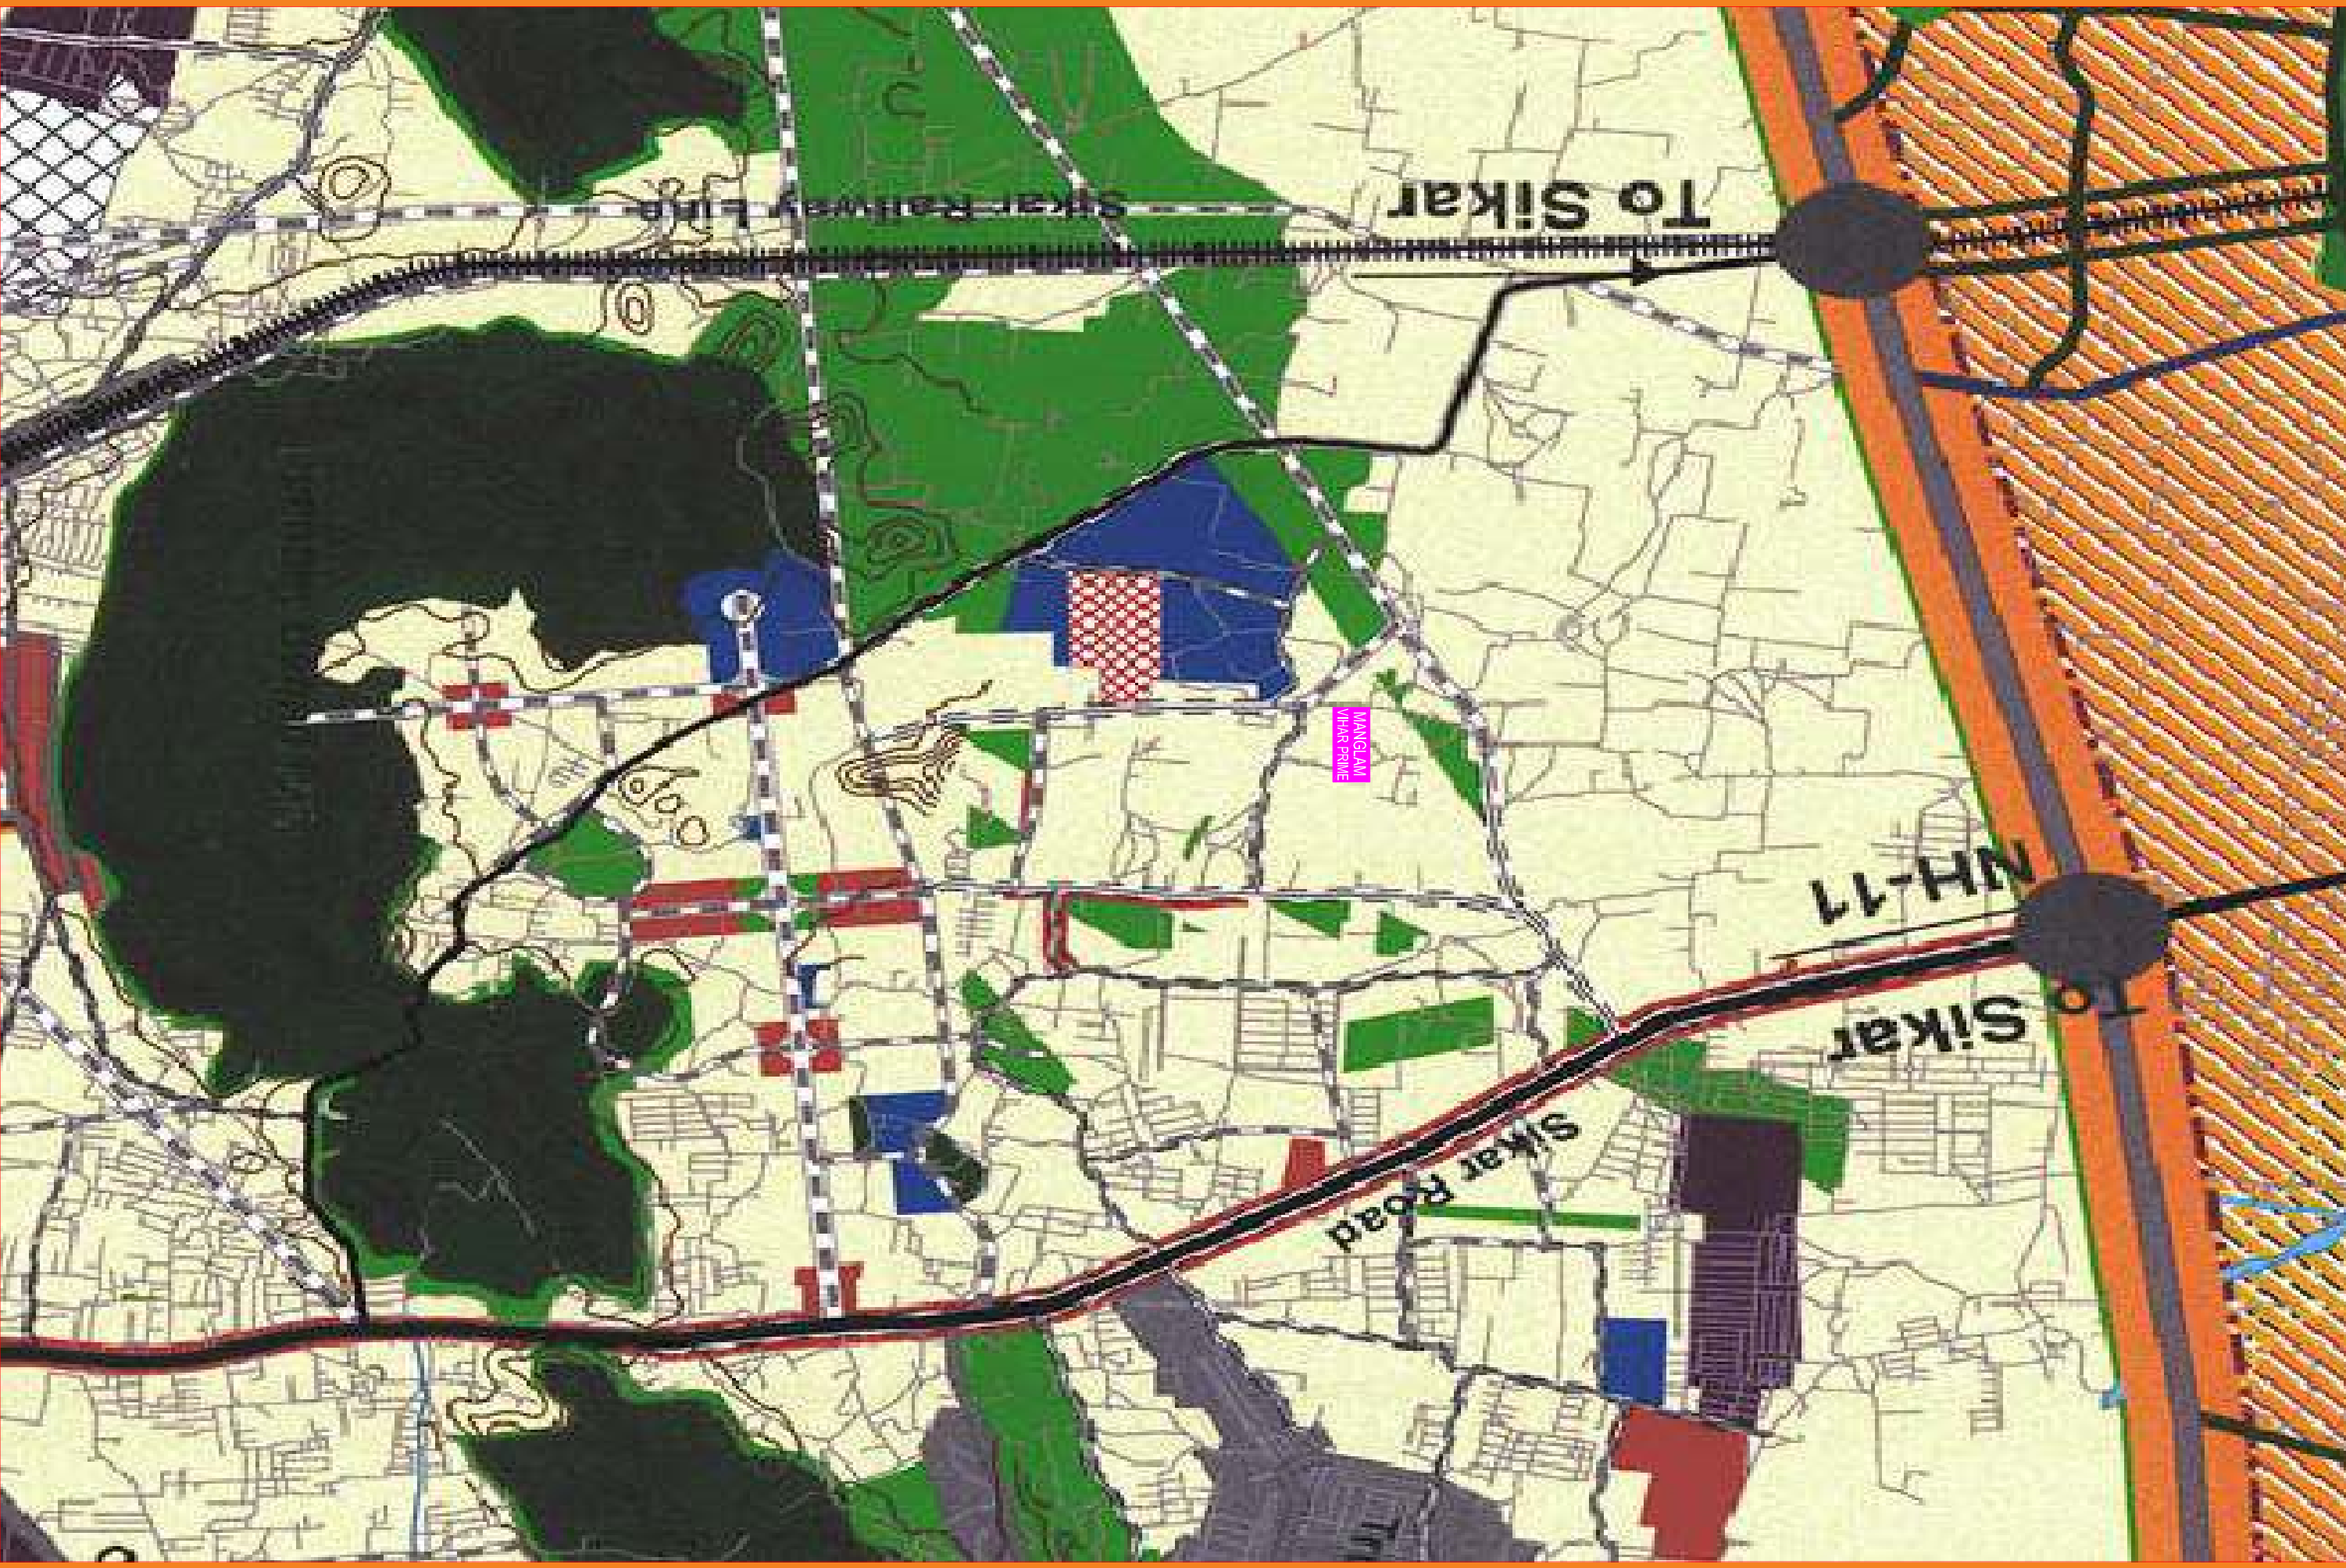 Sikar Railway Line
To Sikar
MANGLAM
VIHAR PRIME
NH-11
To
Sikar
Sikar Road